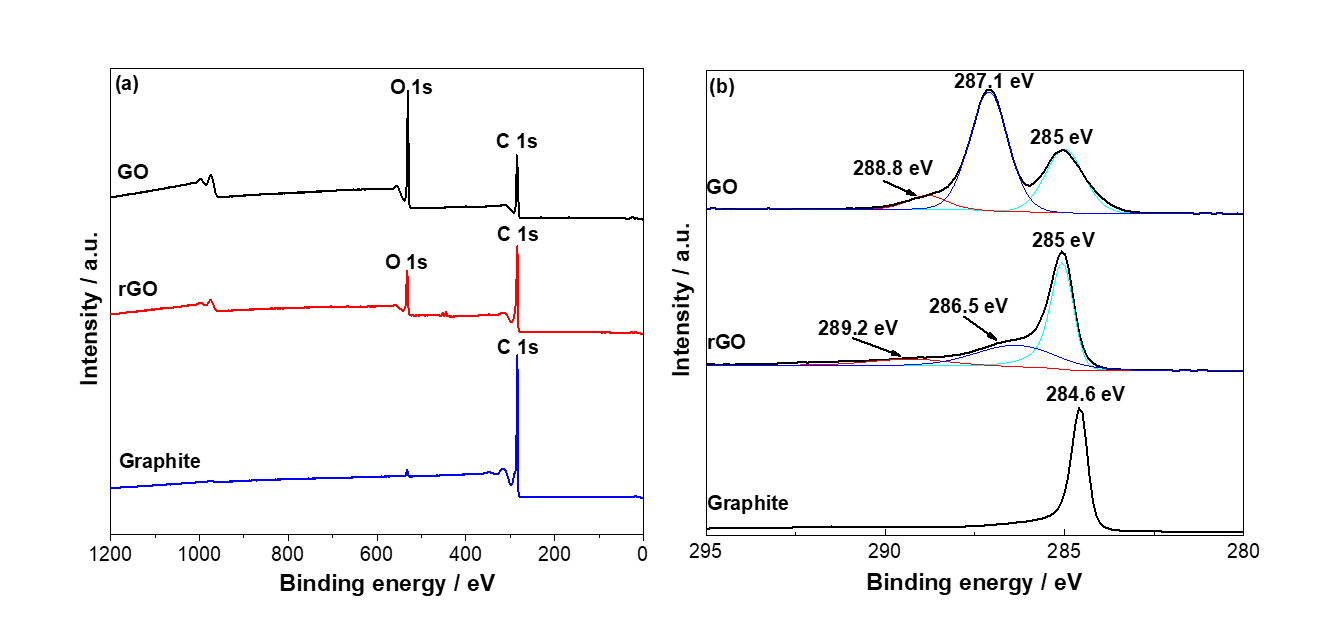 (a)
O 1s
C 1s
GO
C 1s
O 1s
rGO
C 1s
Graphite
1200 1000 800 600 400 200 0
Binding energy / eV
Intensity / a.u.
(b)
287.1 eV
285 eV
288.8 eV
GO
285 eV
286.5 eV
289.2 eV
rGO
284.6 eV
Graphite
295 290 285 280
Binding energy / eV
Intensity / a.u.